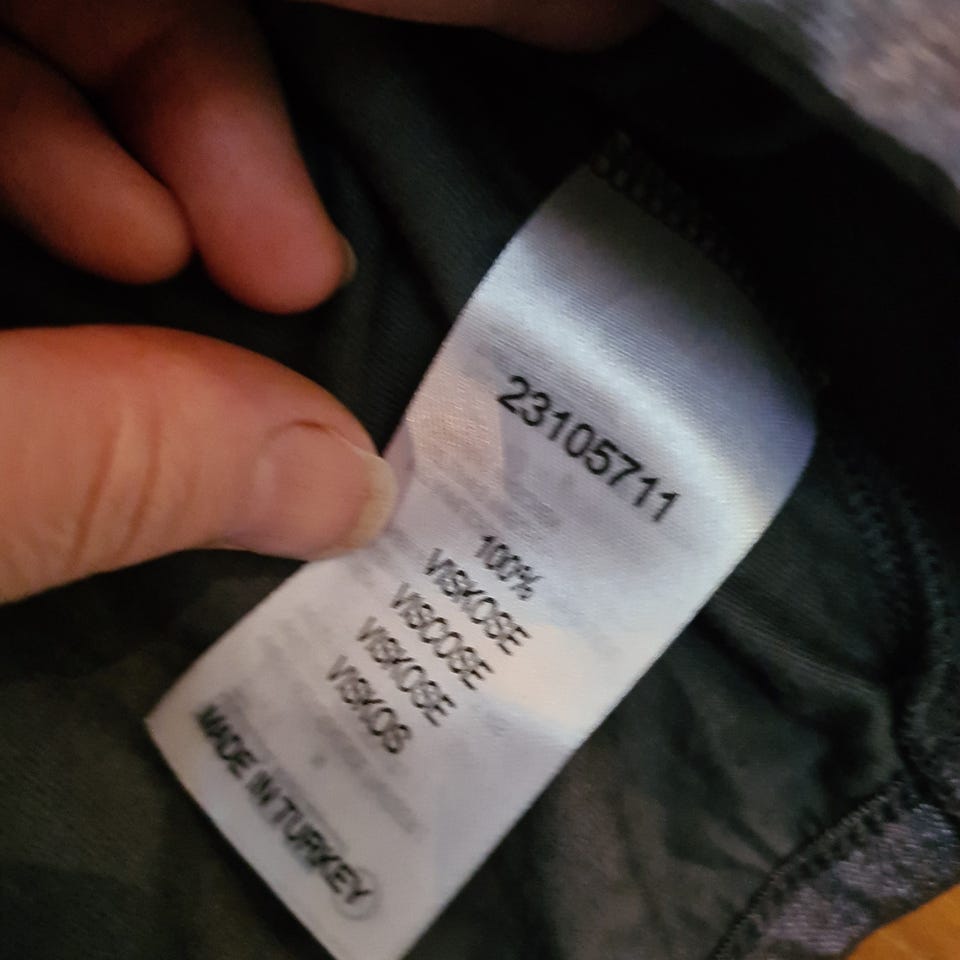 23105711
100%
VISKOSE
VISCOSE
VISKOSE
VISKOS
MADE IN TURKEY